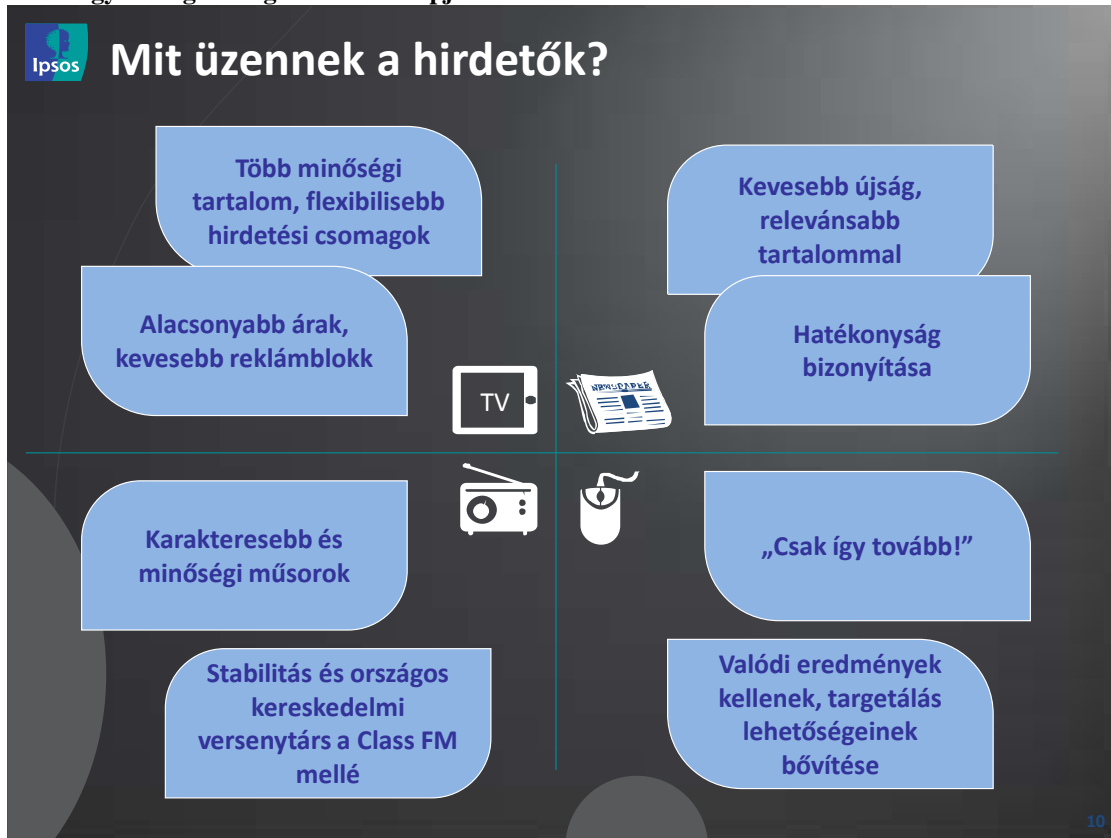 Ipsos
Mit üzennek a hirdetők?
Több minőségi
tartalom, flexibilisebb
hirdetési csomagok
Alacsonyabb árak,
kevesebb reklámblokk
Kevesebb újság,
relevánsabb
tartalommal
Hatékonyság
bizonyítása
TV
NEWSPAPER
Karakteresebb és
minőségi műsorok
Stabilitás és országos
kereskedelmi
versenytárs a Class FM
mellé
„Csak így tovább!”
Valódi eredmények
kellenek, targetálás
lehetőségeinek
bővítése
10